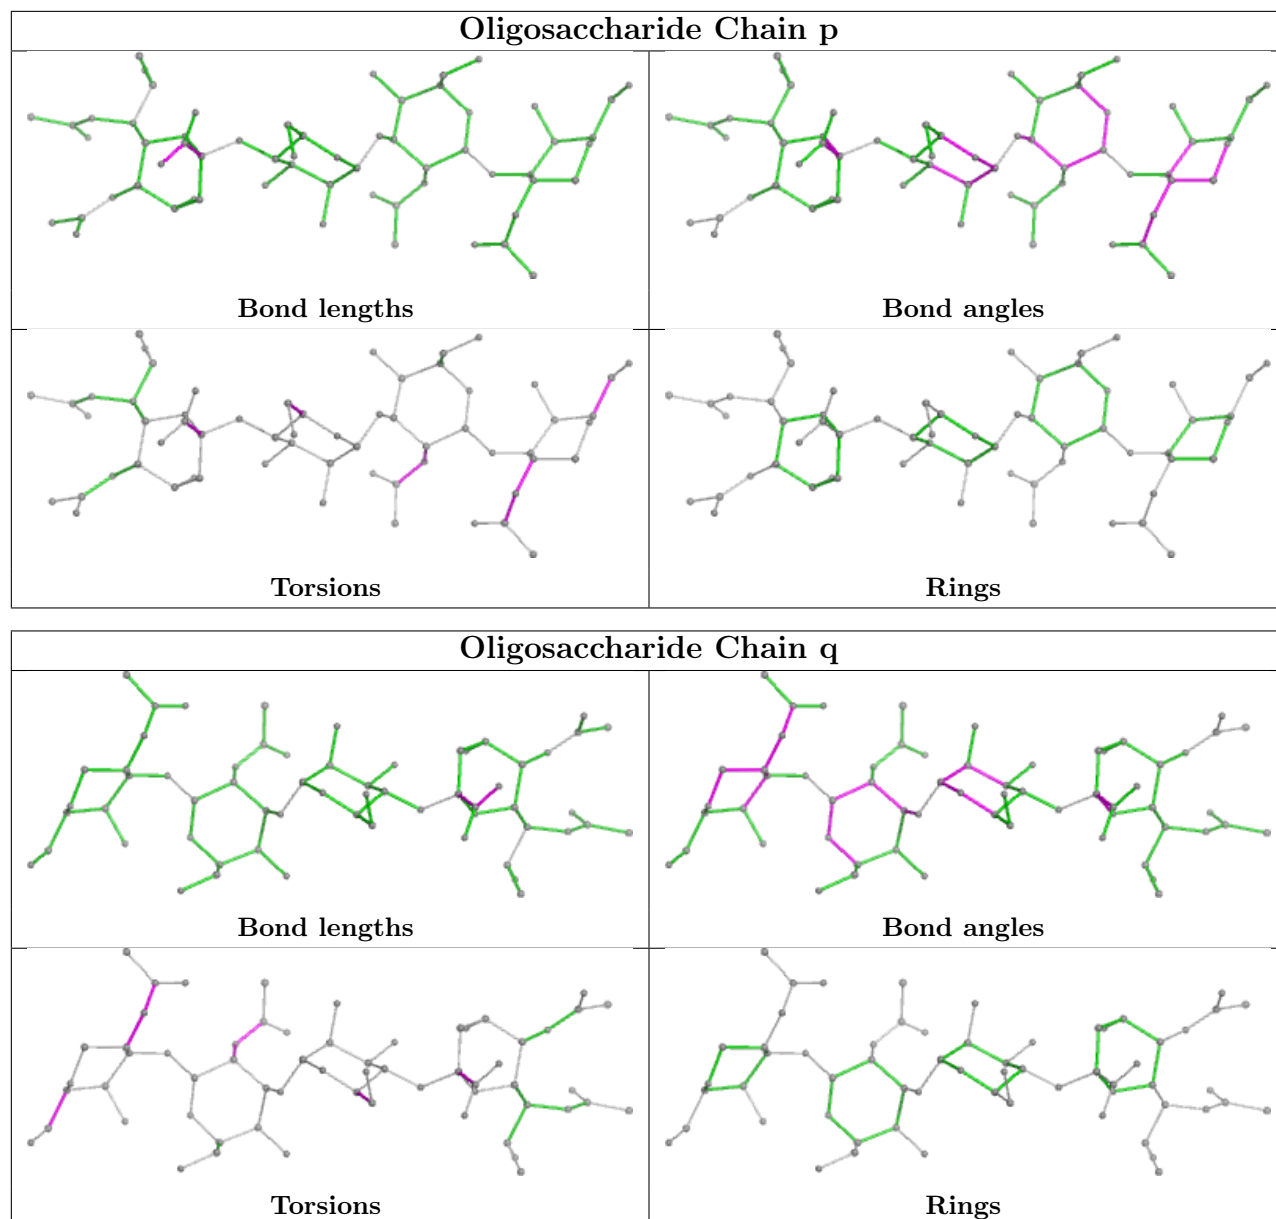 Oligosaccharide Chain p
Bond lengths
Bond angles
Torsions
Rings
Oligosaccharide Chain q
Bond lengths
Bond angles
Torsions
Rings